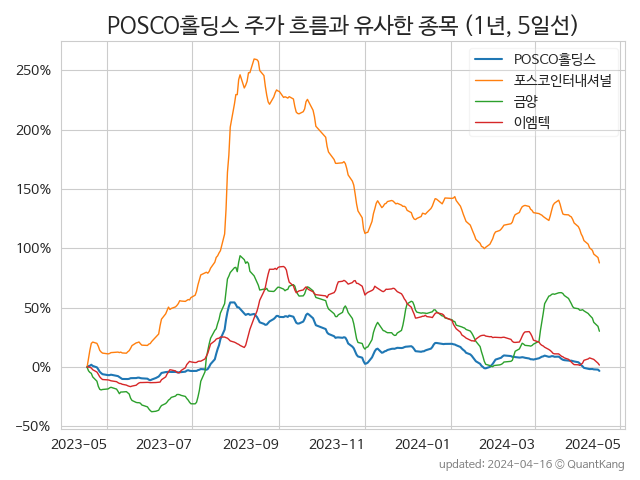 POSCO홀딩스 주가 흐름과 유사한 종목 (1년, 5일선)
POSCO홀딩스
포스코인터내셔널
금양
이엠텍
250%
200%
150%
100%
50%
0%
−50%
2023-05
2023-07
2023-09
2023-11
2024-01
2024-03
2024-05
updated: 2024-04-16 © QuantKang